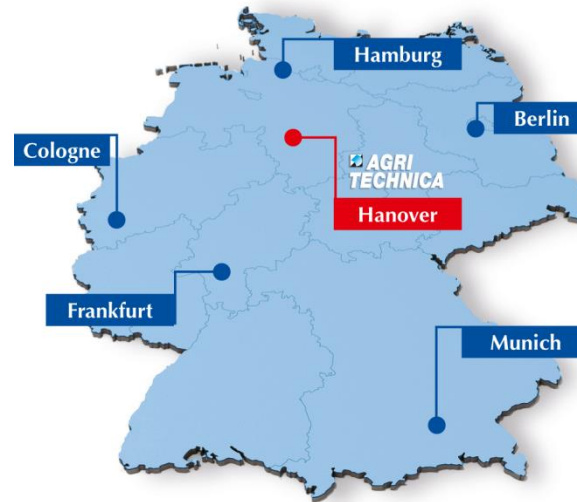 Hamburg
Berlin
Cologne
AGRI
TECHNICA
Hanover
Frankfurt
Munich